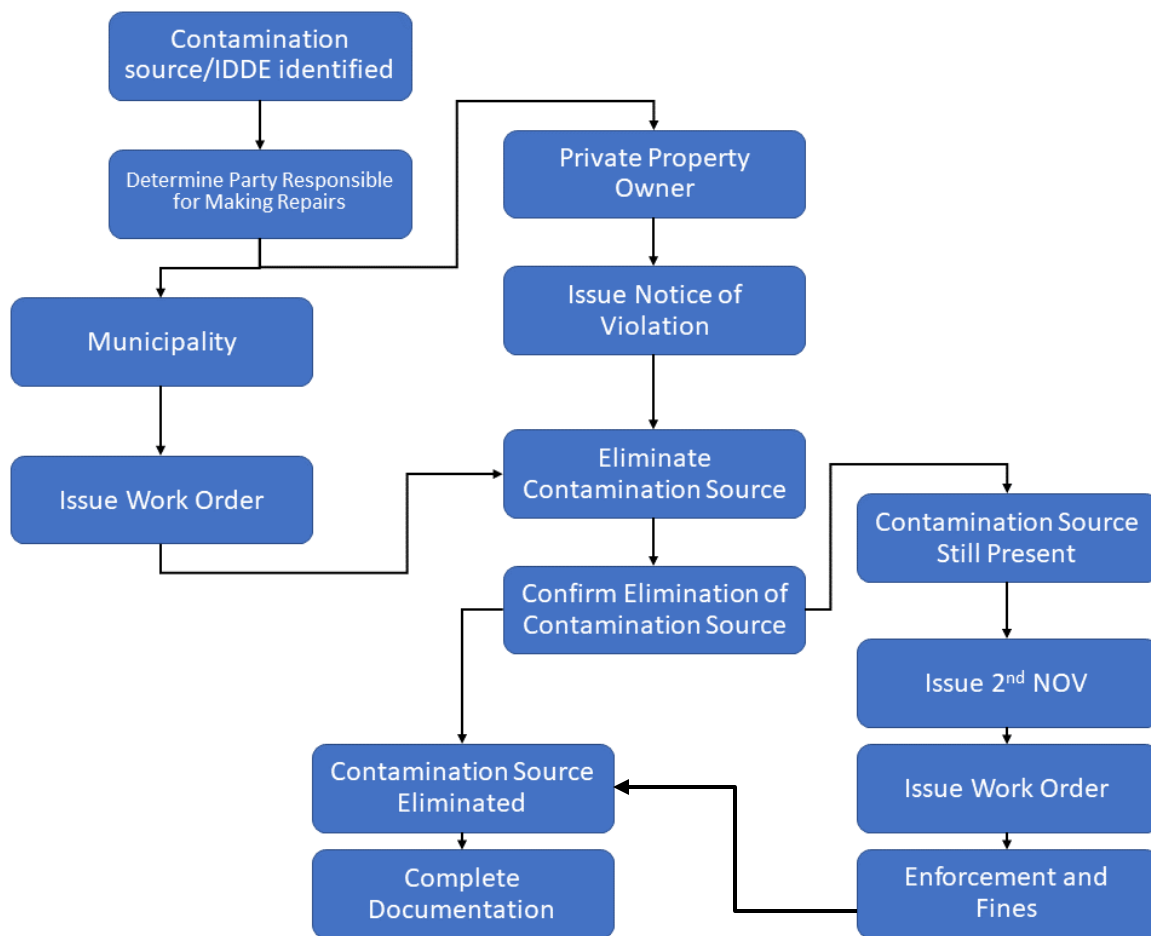 Contamination
source/IDDE identified
Determine Party Responsible
for Making Repairs
Private Property
Owner
Issue Notice of
Violation
Municipality
Issue Work Order
Eliminate
Contamination Source
Confirm Elimination of
Contamination Source
Contamination Source
Still Present
Issue 2nd NOV
Issue Work Order
Enforcement and
Fines
Contamination Source
Eliminated
Complete
Documentation